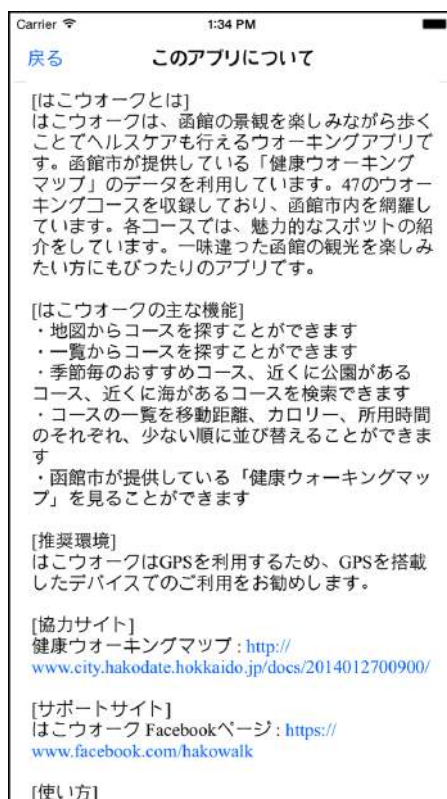 Carrier 1:34 PM
戻る このアプリについて
[はこウォークとは]
はこウォークは、函館の景観を楽しみながら歩く
ことでヘルスケアも行えるウォーキングアプリで
す。函館市が提供している「健康ウォーキング
マップ」のデータを利用しています。47のウォー
キングコースを収録しており、函館市内を網羅し
ています。各コースでは、魅力的なスポットの紹
介をしています。一味違った函館の観光を楽しみ
たい方にもぴったりのアプリです。
[はこウォークの主な機能]
・地図からコースを探すことができます
・一覧からコースを探すことができます
・季節毎のおすすめコース、近くに公園がある
コース、近くに海があるコースを検索できます
・コースの一覧を移動距離、カロリー、所用時間
のそれぞれ、少ない順に並び替えることができま
す
・函館市が提供している「健康ウォーキングマッ
プ」を見ることができます
[推奨環境]
はこウォークはGPSを利用するため、GPSを搭載
したデバイスでのご利用をお勧めします。
[協力サイト]
健康ウォーキングマップ : http://
www.city.hakodate.hokkaido.jp/docs/2014012700900/
[サポートサイト]
はこウォーク Facebookページ : https://
www.facebook.com/hakowalk
[使い方]